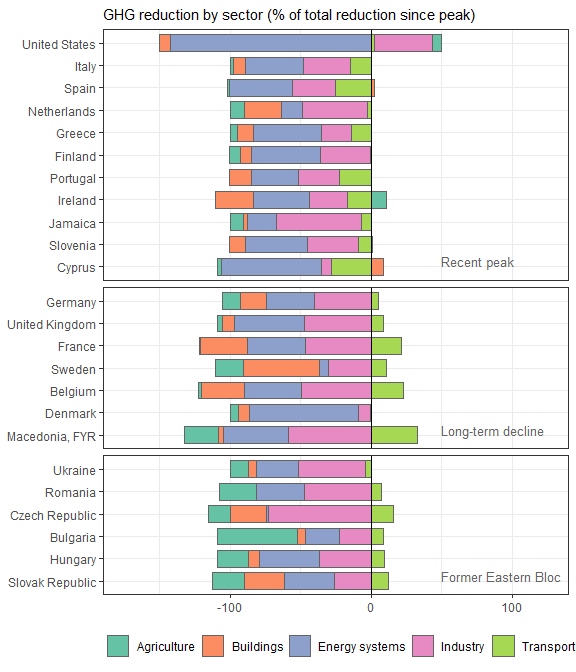 GHG reduction by sector (% of total reduction since peak)
United States
Italy
Spain
Netherlands
Greece
Finland
Portugal
Ireland
Jamaica
Slovenia
Cyprus
Recent peak
Germany
United Kingdom
France
Sweden
Belgium
Denmark
Macedonia, FYR
Long-term decline
Ukraine
Romania
Czech Republic
Bulgaria
Hungary
Slovak Republic
Former Eastern Bloc
-100 0 100
Agriculture Buildings Energy systems Industry Transport